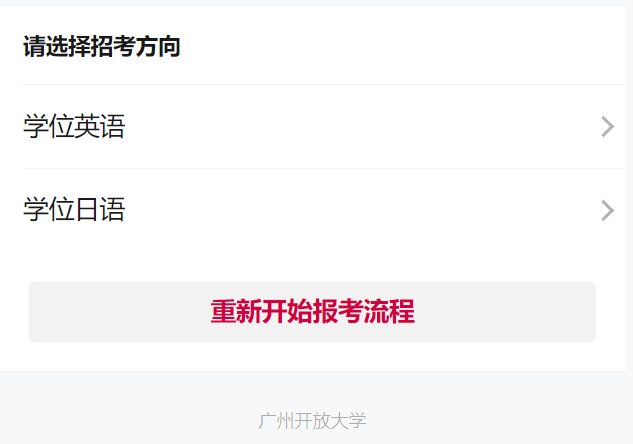 请选择招考方向
学位英语
学位日语
重新开始报考流程
广州开放大学